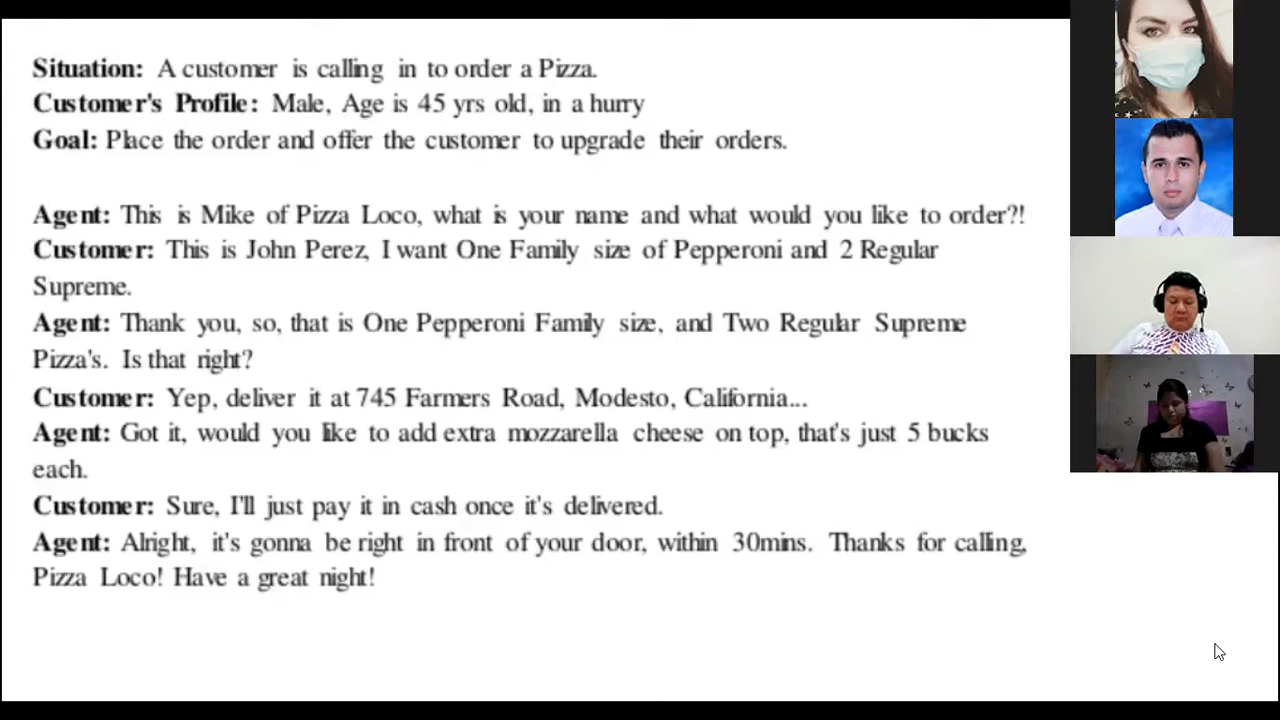 Situation: A customer is calling in to order a Pizza.
Customer's Profile: Male, Age is 45 yrs old, in a hurry
Goal: Place the order and offer the customer to upgrade their orders.
Agent: This is Mike of Pizza Loco, what is your name and what would you like to order?!
Customer: This is John Perez, I want One Family size of Pepperoni and 2 Regular
Supreme.
Agent: Thank you, so, that is One Pepperoni Family size, and Two Regular Supreme
Pizza's. Is that right?
Customer: Yep, deliver it at 745 Farmers Road, Modesto, California...
Agent: Got it, would you like to add extra mozzarella cheese on top, that's just 5 bucks
each.
Customer: Sure, I'll just pay it in cash once it's delivered.
Agent: Alright, it's gonna be right in front of your door, within 30mins. Thanks for calling,
Pizza Loco! Have a great night!